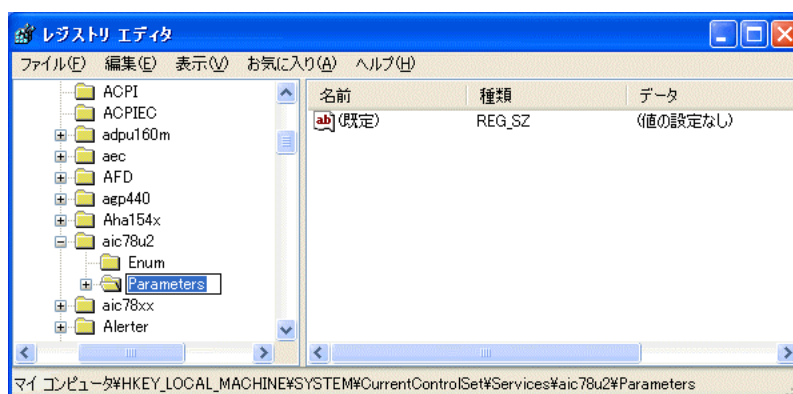 レジストリ エディタ
ファイル(F) 編集(E) 表示(V) お気に入り(A) ヘルプ(H)
ACPI
ACPIEC
adpu160m
aec
AFD
agp440
Aha154x
aic78u2
Enum
Parameters
aic78xx
Alerter
名前 種類 データ
ab (既定) REG_SZ (値の設定なし)
マイ コンピュータ¥HKEY_LOCAL_MACHINE¥SYSTEM¥CurrentControlSet¥Services¥aic78u2¥Parameters